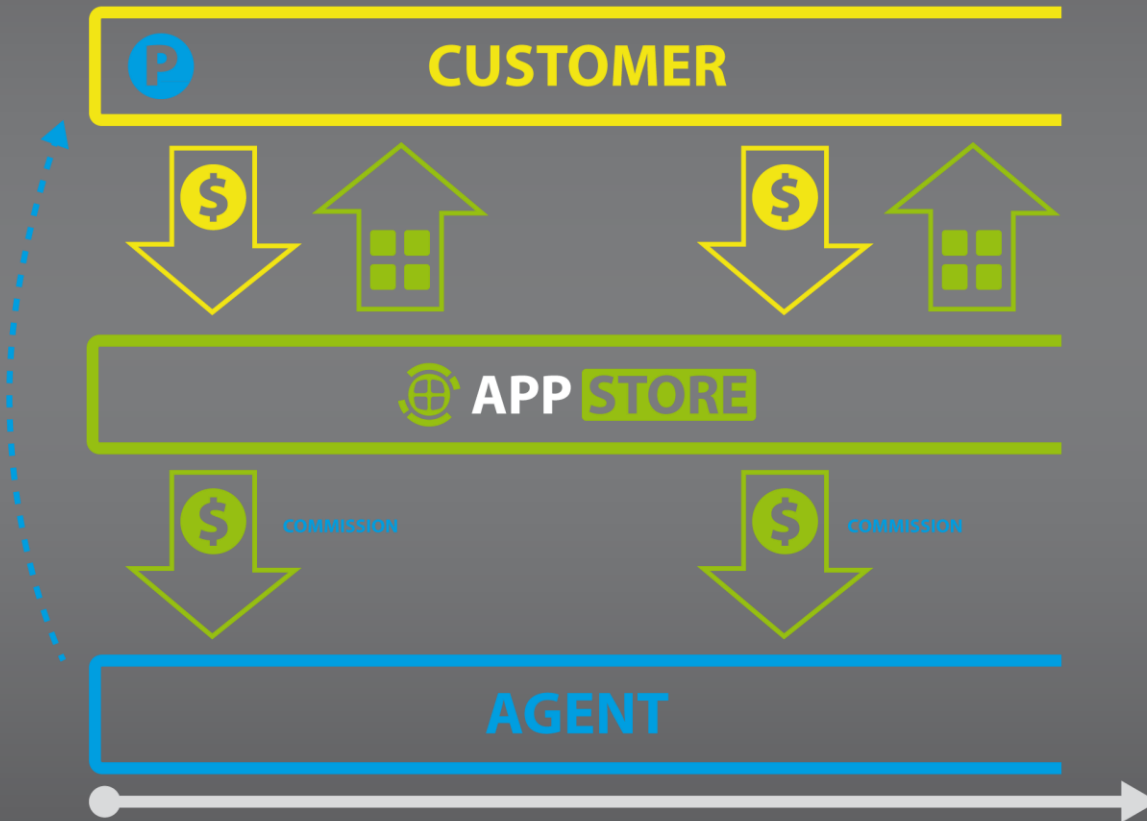 P
CUSTOMER
$
$
APP STORE
$
COMMISSION
$
COMMISSION
AGENT